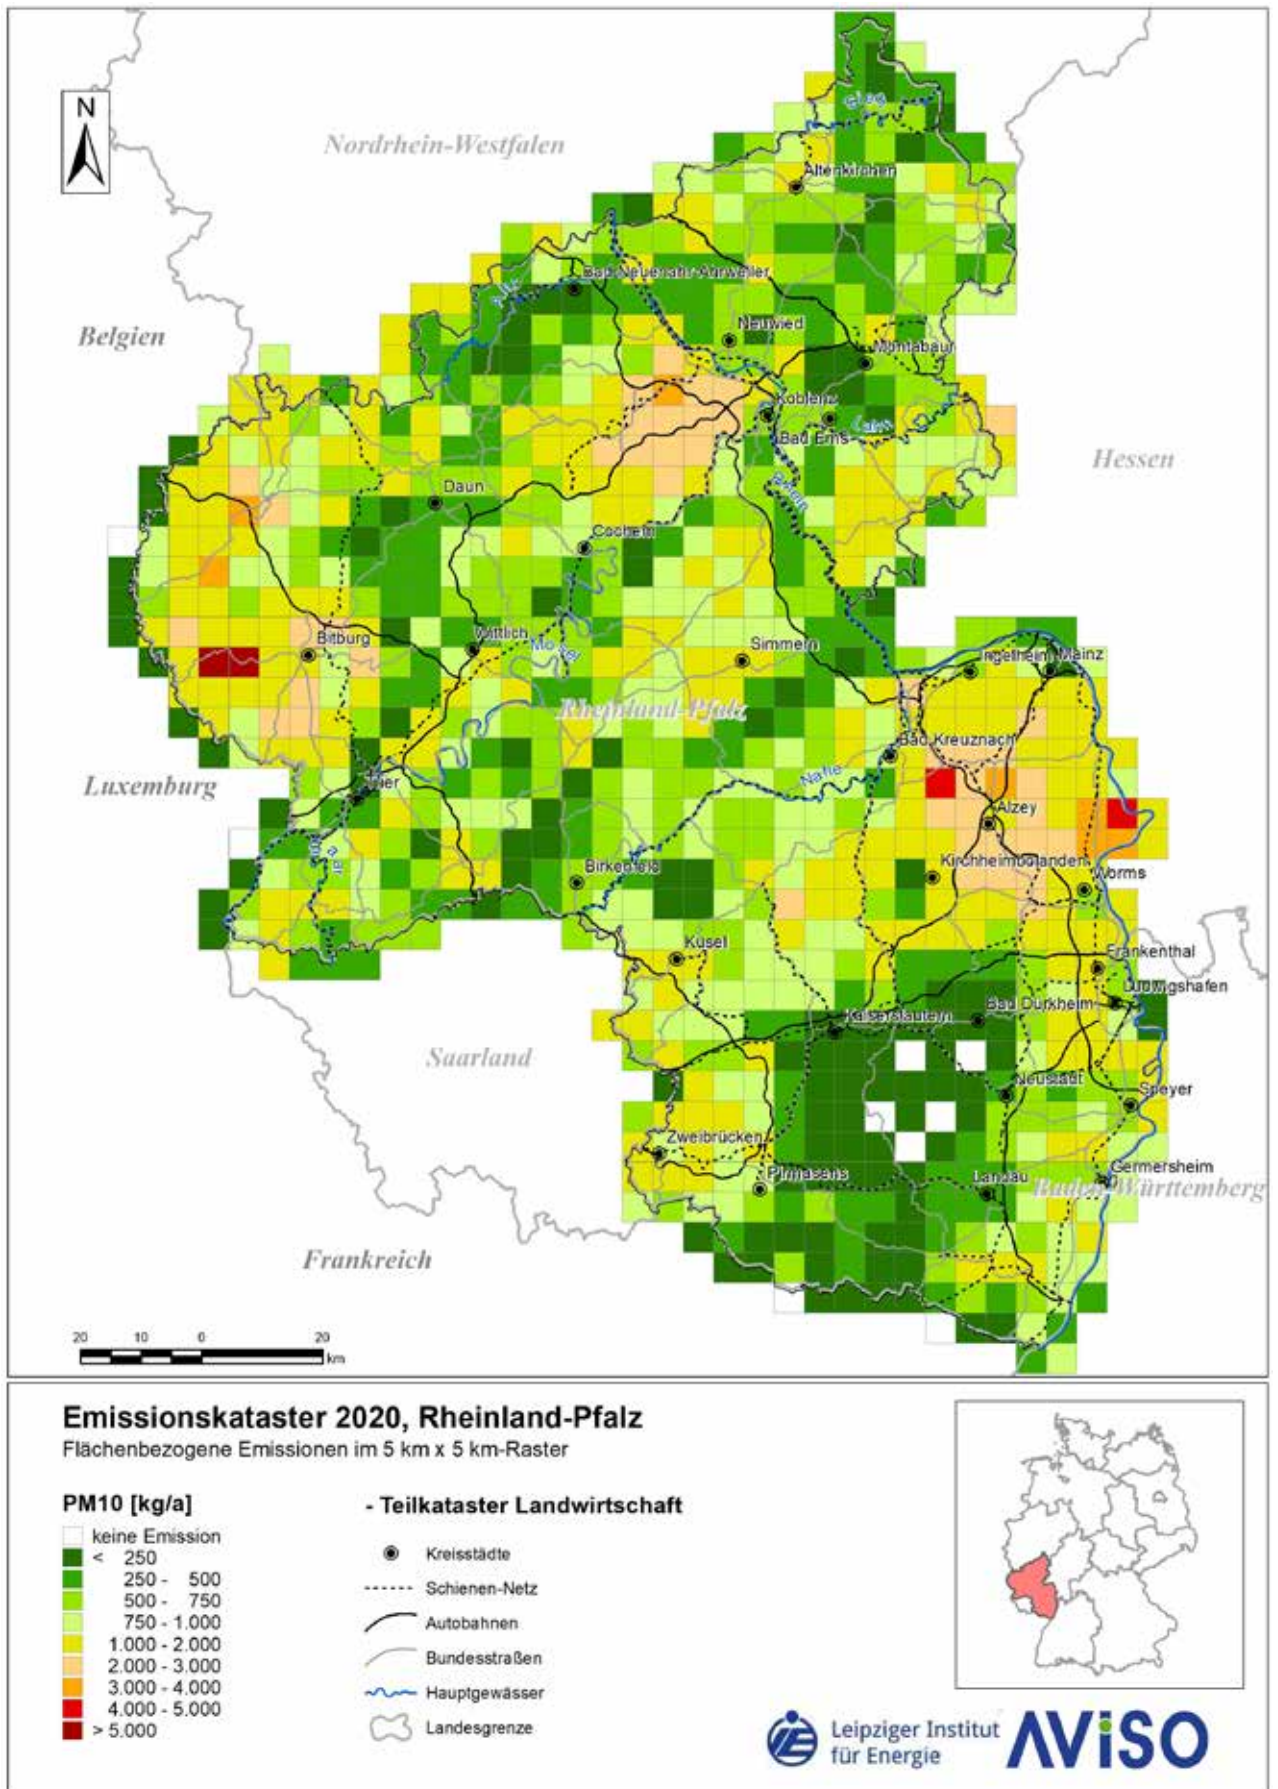 N
Nordrhein-Westfalen
Sieg
Altenkirchen
Bad Neuenahr-Ahrweiler
Ahr
Belgien
Neuwied
Montabaur
Koblenz
Lahn
Bad Ems
Hessen
Daun
Rhein
Cochem
Bitburg
Wittlich
Mosel
Simmern
Ingelheim
Mainz
Rheinland-Pfalz
Bad Kreuznach
Luxemburg
Trier
Nahe
Alzey
Saar
Birkenfeld
Kirchheimbolanden
Worms
Kusel
Frankenthal
Ludwigshafen
Bad Dürkheim
Kaiserslautern
Saarland
Neustadt
Speyer
Zweibrücken
Pirmasens
Landau
Germersheim
Baden-Württemberg
Frankreich
20 10 0 20
km
Emissionskataster 2020, Rheinland-Pfalz
Flächenbezogene Emissionen im 5 km x 5 km-Raster
PM10 [kg/a]
keine Emission
< 250
250 - 500
500 - 750
750 - 1.000
1.000 - 2.000
2.000 - 3.000
3.000 - 4.000
4.000 - 5.000
> 5.000
- Teilkataster Landwirtschaft
Kreisstädte
Schienen-Netz
Autobahnen
Bundesstraßen
Hauptgewässer
Landesgrenze
Leipziger Institut
für Energie
AViSO